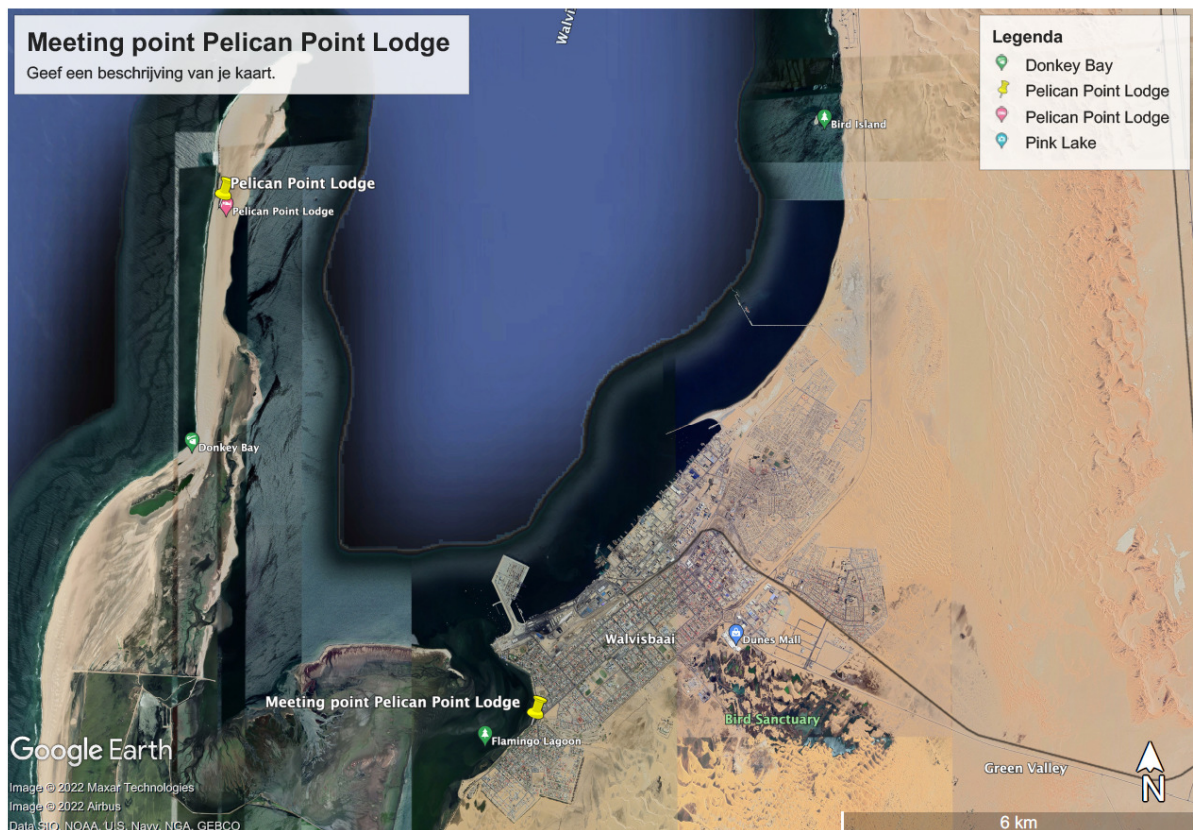 Meeting point Pelican Point Lodge
Geef een beschrijving van je kaart.
Walvi
Legenda
Donkey Bay
Pelican Point Lodge
Pelican Point Lodge
Pink Lake
Bird Island
Pelican Point Lodge
Pelican Point Lodge
Donkey Bay
Walvisbaai
Dunes Mall
Meeting point Pelican Point Lodge
Bird Sanctuary
Flamingo Lagoon
Green Valley
Google Earth
Image © 2022 Maxar Technologies
Image © 2022 Airbus
Data SIO, NOAA, U.S. Navy, NGA, GEBCO
N
6 km